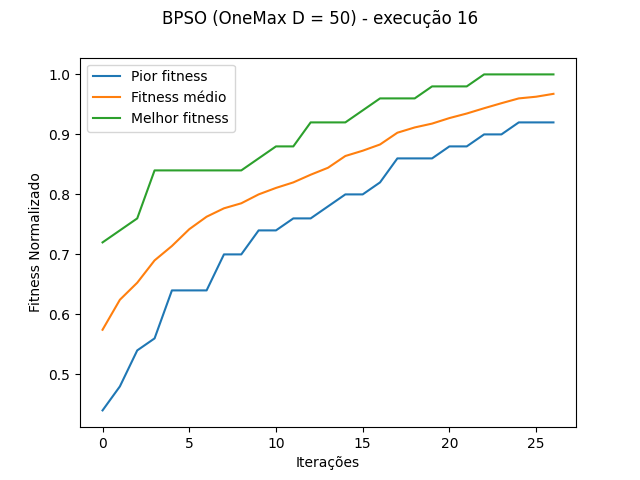 BPSO (OneMax D = 50) - execução 16
Pior fitness
Fitness médio
Melhor fitness
Fitness Normalizado
1.0
0.9
0.8
0.7
0.6
0.5
0
5
10
15
20
25
Iterações